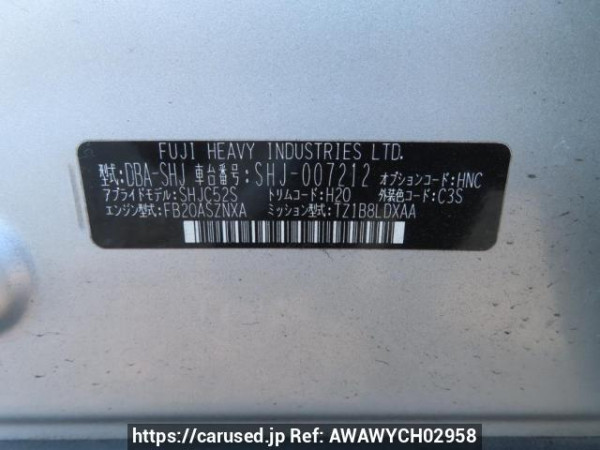 FUJI HEAVY INDUSTRIES LTD.
型式:DBA-SHJ 車台番号:SHJ-007212 オプションコード:HNC
アプライドモデル:SHJC52S トリムコード:H20 外装色コード:C3S
エンジン型式:FB20ASZNXA ミッション型式:TZ1B8LDXAA
https://carused.jp Ref: AWAWYCH02958